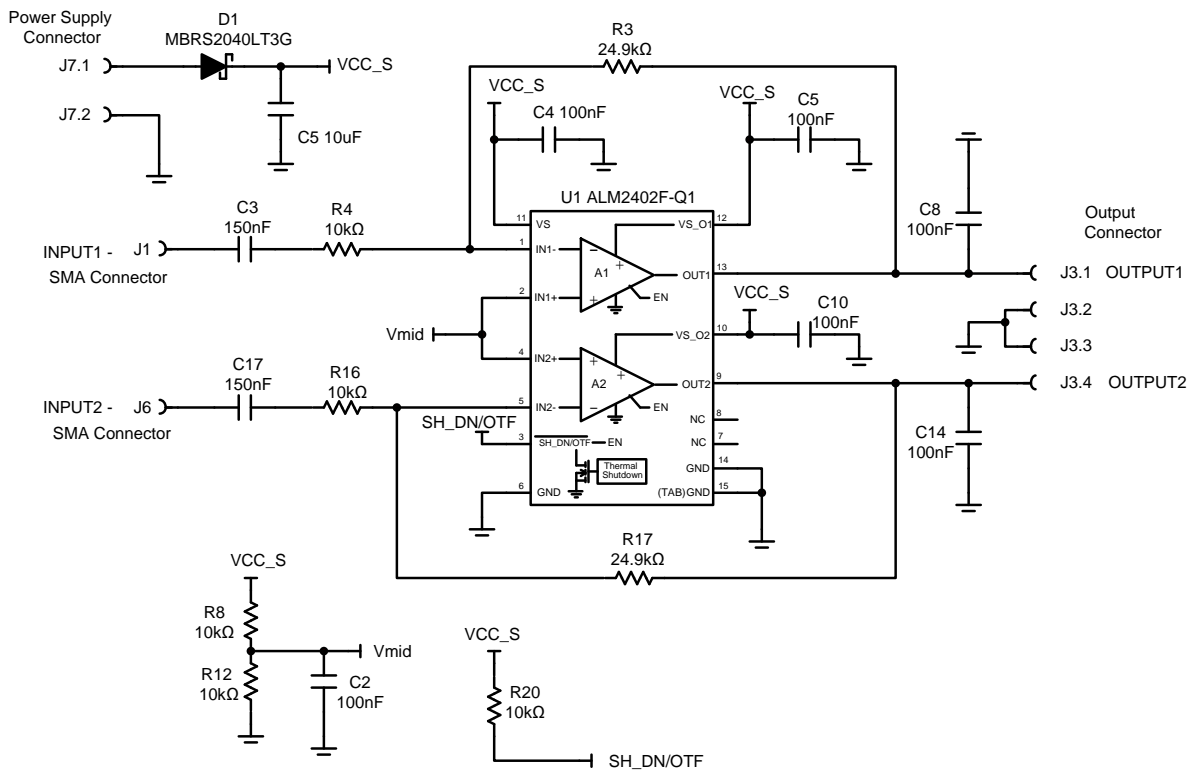 Power Supply
Connector
J7.1
J7.2
D1
MBRS2040LT3G
VCC_S
C5 10uF
R3
24.9kΩ
VCC_S
C4 100nF
VCC_S
C5
100nF
U1 ALM2402F-Q1
INPUT1 -
SMA Connector
J1
C3
150nF
R4
10kΩ
11
VS
1
IN1-
2
IN1+
Vmid
4
IN2+
5
IN2-
3
SH_DN/OTF
EN
6
GND
A1
EN
A2
EN
Thermal
Shutdown
VS_O1
12
OUT1
13
VCC_S
C10
100nF
VS_O2
10
OUT2
9
NC
8
NC
7
GND
14
(TAB)GND
15
C8
100nF
Output
Connector
J3.1 OUTPUT1
J3.2
J3.3
J3.4 OUTPUT2
C14
100nF
INPUT2 -
SMA Connector
J6
C17
150nF
R16
10kΩ
SH_DN/OTF
R17
24.9kΩ
VCC_S
R8
10kΩ
Vmid
R12
10kΩ
C2
100nF
VCC_S
R20
10kΩ
SH_DN/OTF